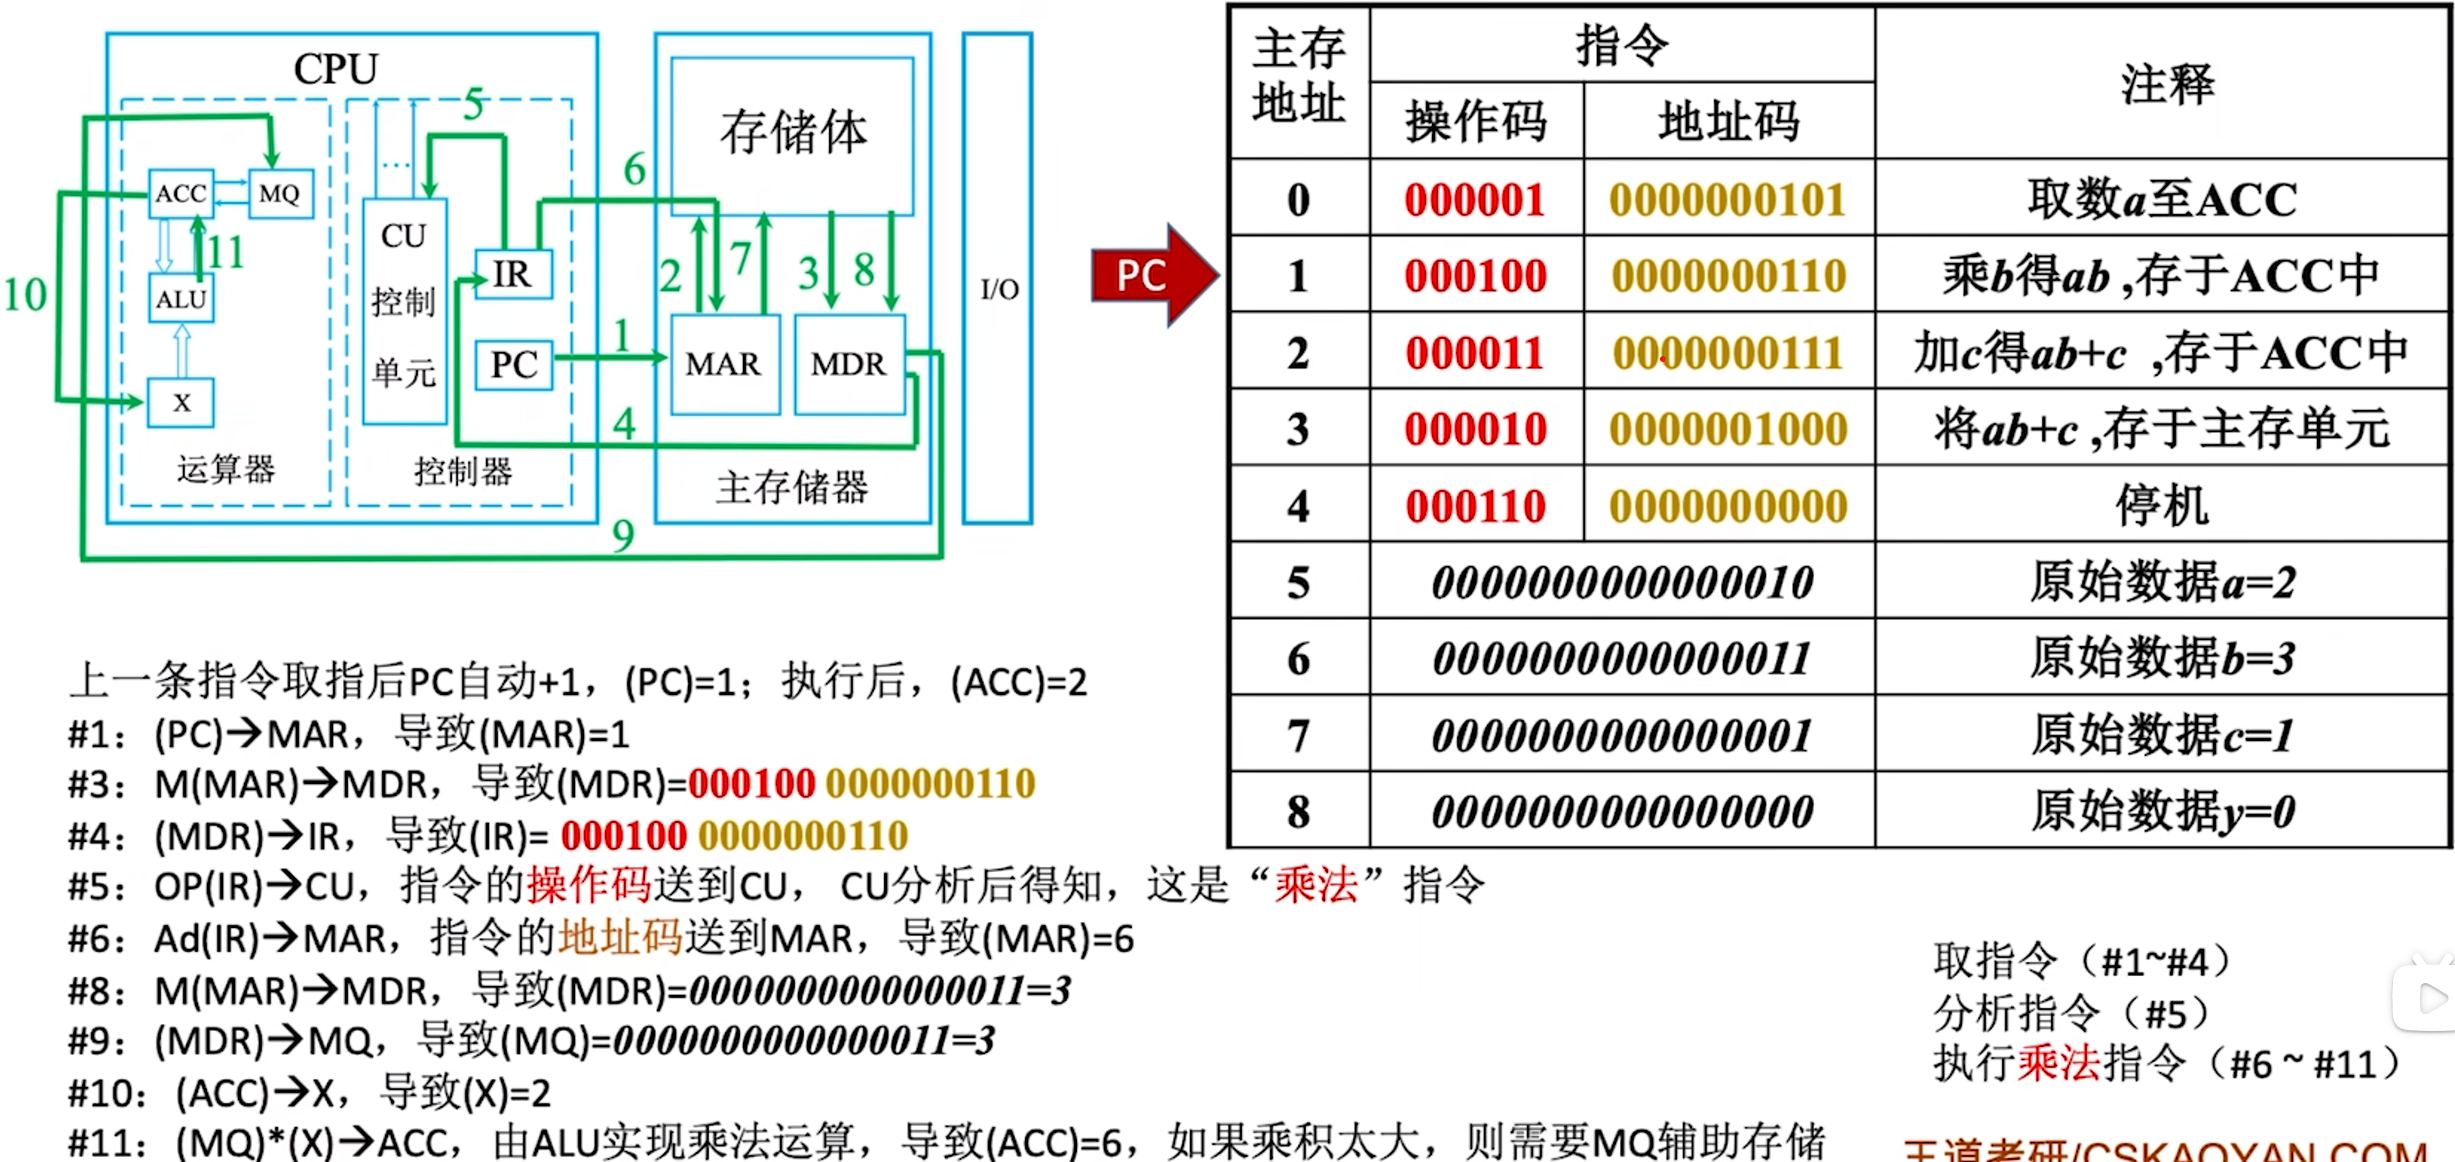 CPU
5
ACC
MQ
11
ALU
10
X
运算器
...
CU
控制
单元
IR
PC
控制器
6
1
4
9
存储体
2
7
3
8
MAR
MDR
主存储器
I/O
PC
主存地址 指令 注释
操作码 地址码
0 000001 0000000101 取数a至ACC
1 000100 0000000110 乘b得ab ,存于ACC中
2 000011 0000000111 加c得ab+c ,存于ACC中
3 000010 0000001000 将ab+c ,存于主存单元
4 000110 0000000000 停机
5 0000000000000010 原始数据a=2
6 0000000000000011 原始数据b=3
7 0000000000000001 原始数据c=1
8 0000000000000000 原始数据y=0
上一条指令取指后PC自动+1，(PC)=1；执行后，(ACC)=2
#1：(PC)→MAR，导致(MAR)=1
#3：M(MAR)→MDR，导致(MDR)=000100 0000000110
#4：(MDR)→IR，导致(IR)= 000100 0000000110
#5：OP(IR)→CU，指令的操作码送到CU， CU分析后得知，这是“乘法”指令
#6：Ad(IR)→MAR，指令的地址码送到MAR，导致(MAR)=6
#8：M(MAR)→MDR，导致(MDR)=0000000000000011=3
#9：(MDR)→MQ，导致(MQ)=0000000000000011=3
#10：(ACC)→X，导致(X)=2
#11：(MQ)*(X)→ACC，由ALU实现乘法运算，导致(ACC)=6，如果乘积太大，则需要MQ辅助存储
取指令（#1~#4）
分析指令（#5）
执行乘法指令（#6 ~ #11）
王道考研/CSKAOYAN.COM